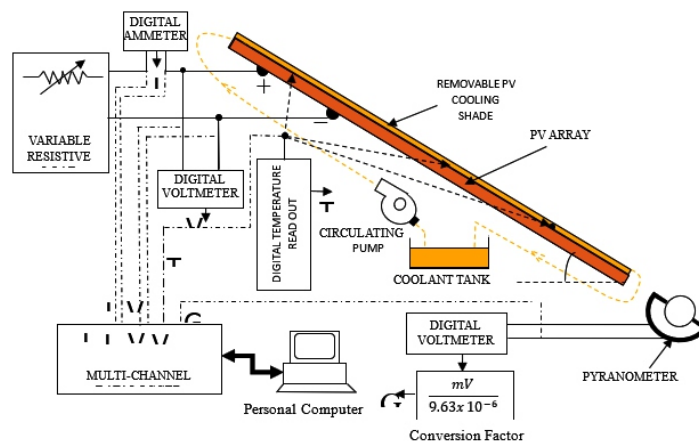 DIGITAL
AMMETER
I
VARIABLE
RESISTIVE
+
–
REMOVABLE PV
COOLING
SHADE
PV ARRAY
DIGITAL
VOLTMETER
V
T
DIGITAL TEMPERATURE
READ OUT
T
CIRCULATING
PUMP
COOLANT TANK
I I V V G
MULTI-CHANNEL
Personal Computer
DIGITAL
VOLTMETER
G
mV
9.63x 10⁻⁶
Conversion Factor
PYRANOMETER